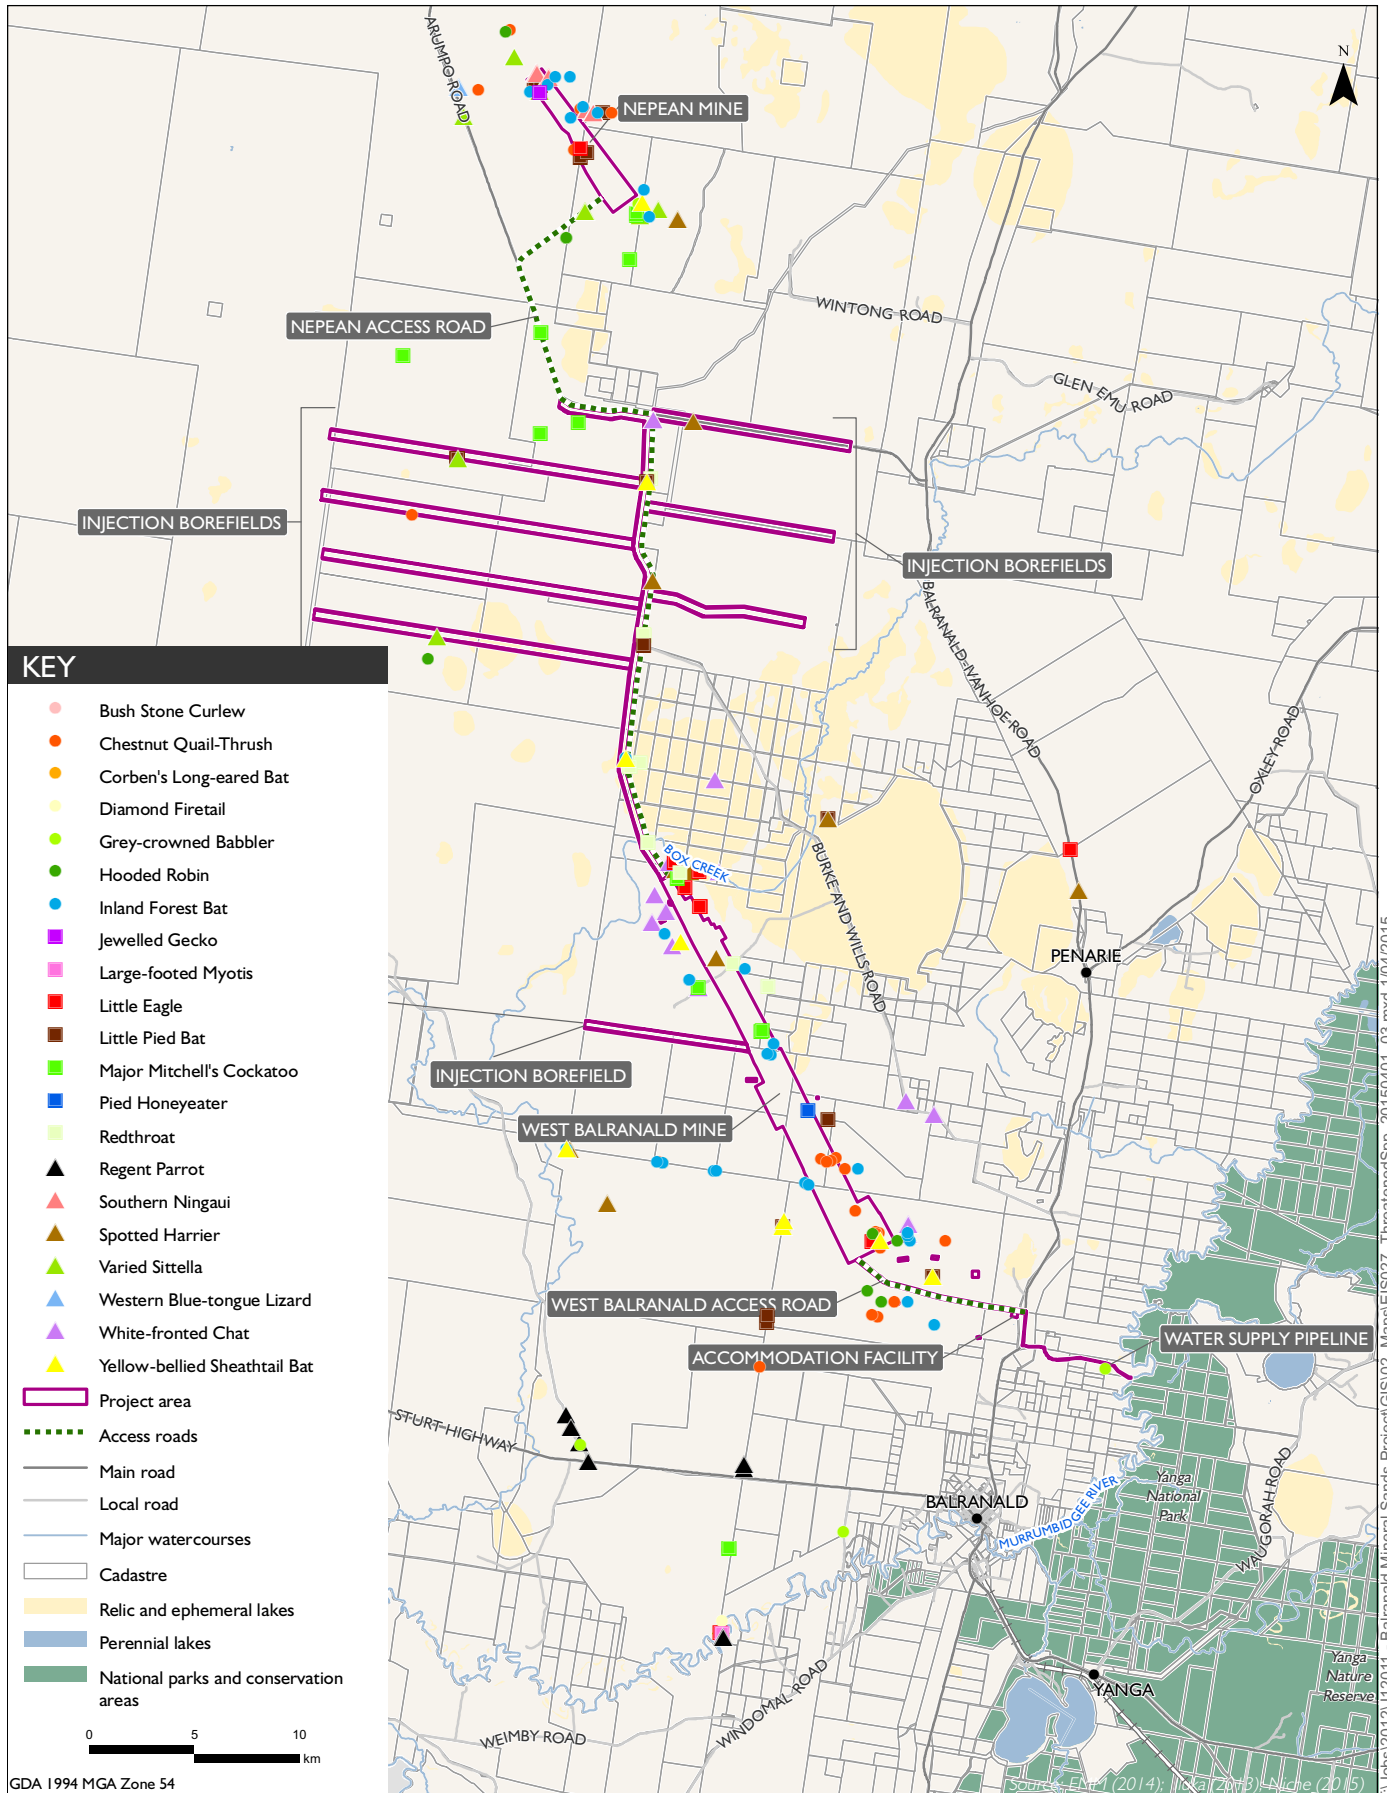 ARUMPO ROAD
N
NEPEAN MINE
WINTONG ROAD
NEPEAN ACCESS ROAD
GLEN EMU ROAD
INJECTION BOREFIELDS
INJECTION BOREFIELDS
BALRANALD-IVANHOE ROAD
OXLEY ROAD
BOX CREEK
BURKE AND WILLS ROAD
PENARIE
INJECTION BOREFIELD
WEST BALRANALD MINE
WEST BALRANALD ACCESS ROAD
WATER SUPPLY PIPELINE
ACCOMMODATION FACILITY
STURT HIGHWAY
BALRANALD
MURRUMBIDGEE RIVER
Yanga
National
Park
WAUGORAH ROAD
WINDOMAL ROAD
WEIMBY ROAD
YANGA
Yanga
Nature
Reserve
KEY
Bush Stone Curlew
Chestnut Quail-Thrush
Corben's Long-eared Bat
Diamond Firetail
Grey-crowned Babbler
Hooded Robin
Inland Forest Bat
Jewelled Gecko
Large-footed Myotis
Little Eagle
Little Pied Bat
Major Mitchell's Cockatoo
Pied Honeyeater
Redthroat
Regent Parrot
Southern Ningaui
Spotted Harrier
Varied Sittella
Western Blue-tongue Lizard
White-fronted Chat
Yellow-bellied Sheathtail Bat
Project area
Access roads
Main road
Local road
Major watercourses
Cadastre
Relic and ephemeral lakes
Perennial lakes
National parks and conservation
areas
0 5 10
km
GDA 1994 MGA Zone 54
Source: EMM (2014); (2013); Niche (2015)